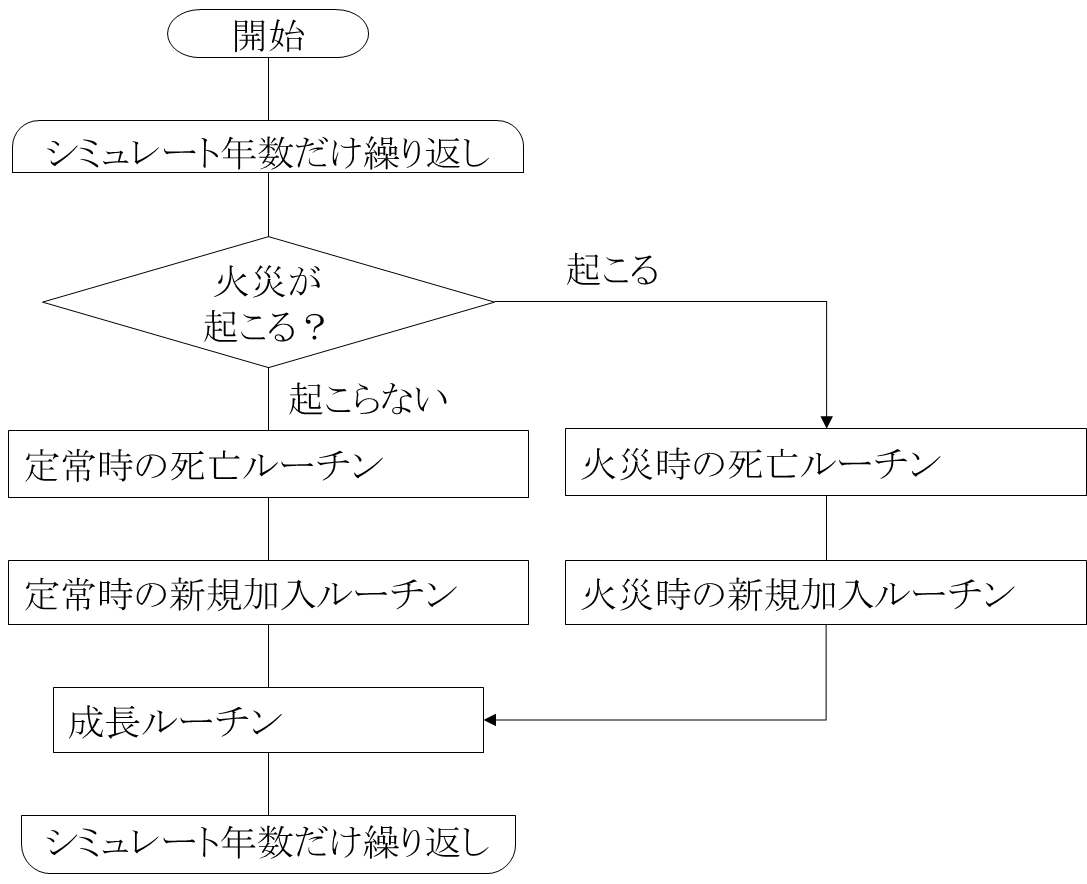 開始
シミュレート年数だけ繰り返し
火災が
起こる？
起こる
起こらない
定常時の死亡ルーチン
火災時の死亡ルーチン
定常時の新規加入ルーチン
火災時の新規加入ルーチン
成長ルーチン
シミュレート年数だけ繰り返し